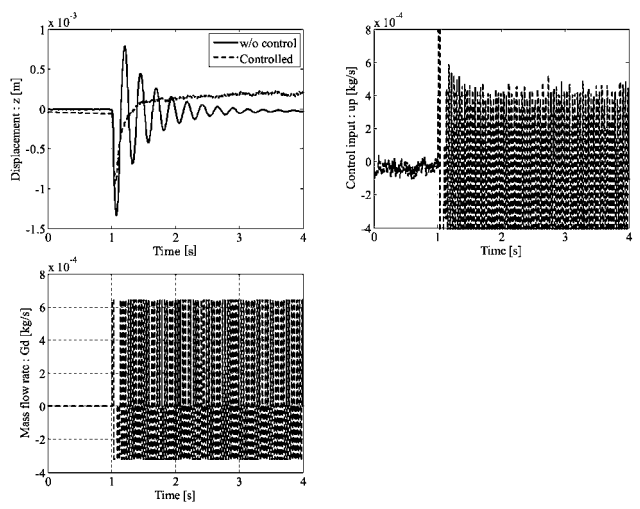 x 10^-3
1
0.5
0
-0.5
-1
-1.5
Displacement : z [m]
w/o control
Controlled
0 1 2 3 4
Time [s]
x 10^-4
8
6
4
2
0
-2
-4
Control input : up [kg/s]
0 1 2 3 4
Time [s]
x 10^-4
8
6
4
2
0
-2
-4
Mass flow rate : Gd [kg/s]
0 1 2 3 4
Time [s]